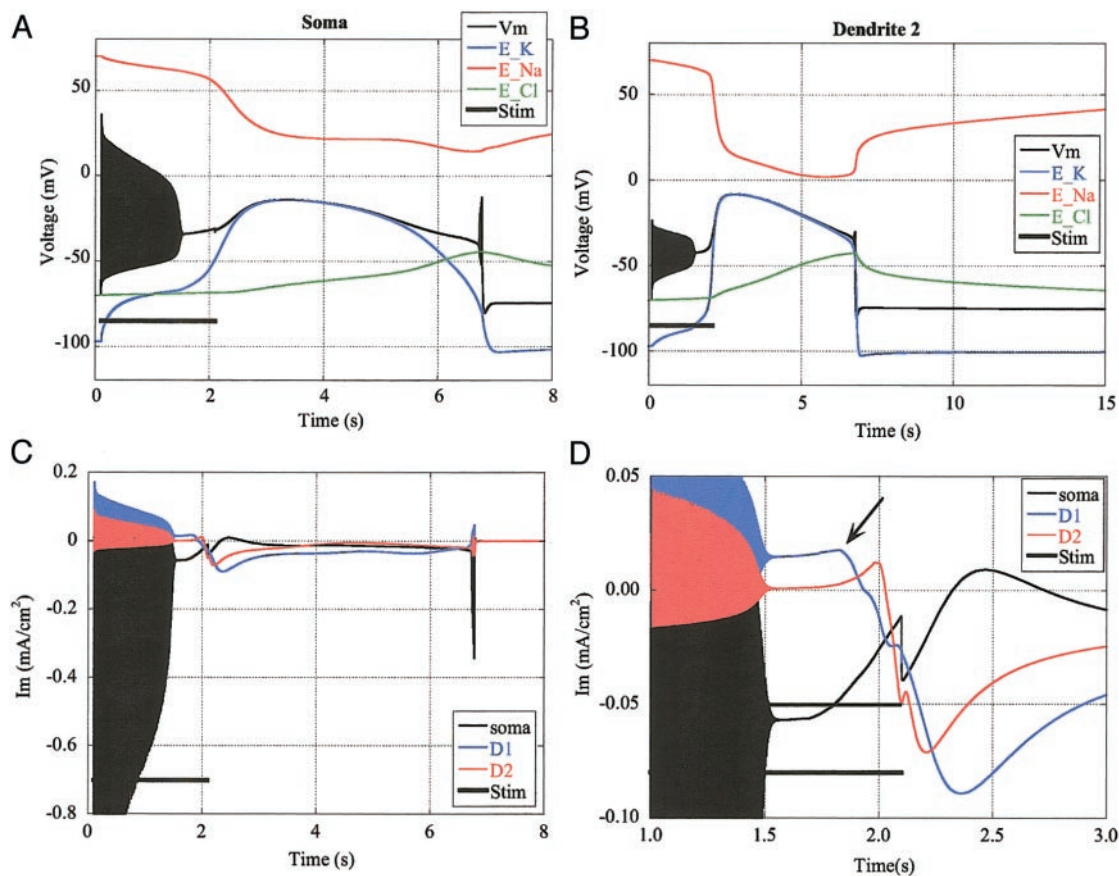 A
Soma
Vm
E_K
E_Na
E_Cl
Stim
50
0
-50
-100
Voltage (mV)
0 2 4 6 8
Time (s)
B
Dendrite 2
Vm
E_K
E_Na
E_Cl
Stim
50
0
-50
-100
Voltage (mV)
0 5 10 15
Time (s)
C
0.2
0
-0.2
-0.4
-0.6
-0.8
Im (mA/cm²)
soma
D1
D2
Stim
0 2 4 6 8
Time (s)
D
0.05
0.00
-0.05
-0.10
Im (mA/cm²)
soma
D1
D2
Stim
1.0 1.5 2.0 2.5 3.0
Time(s)